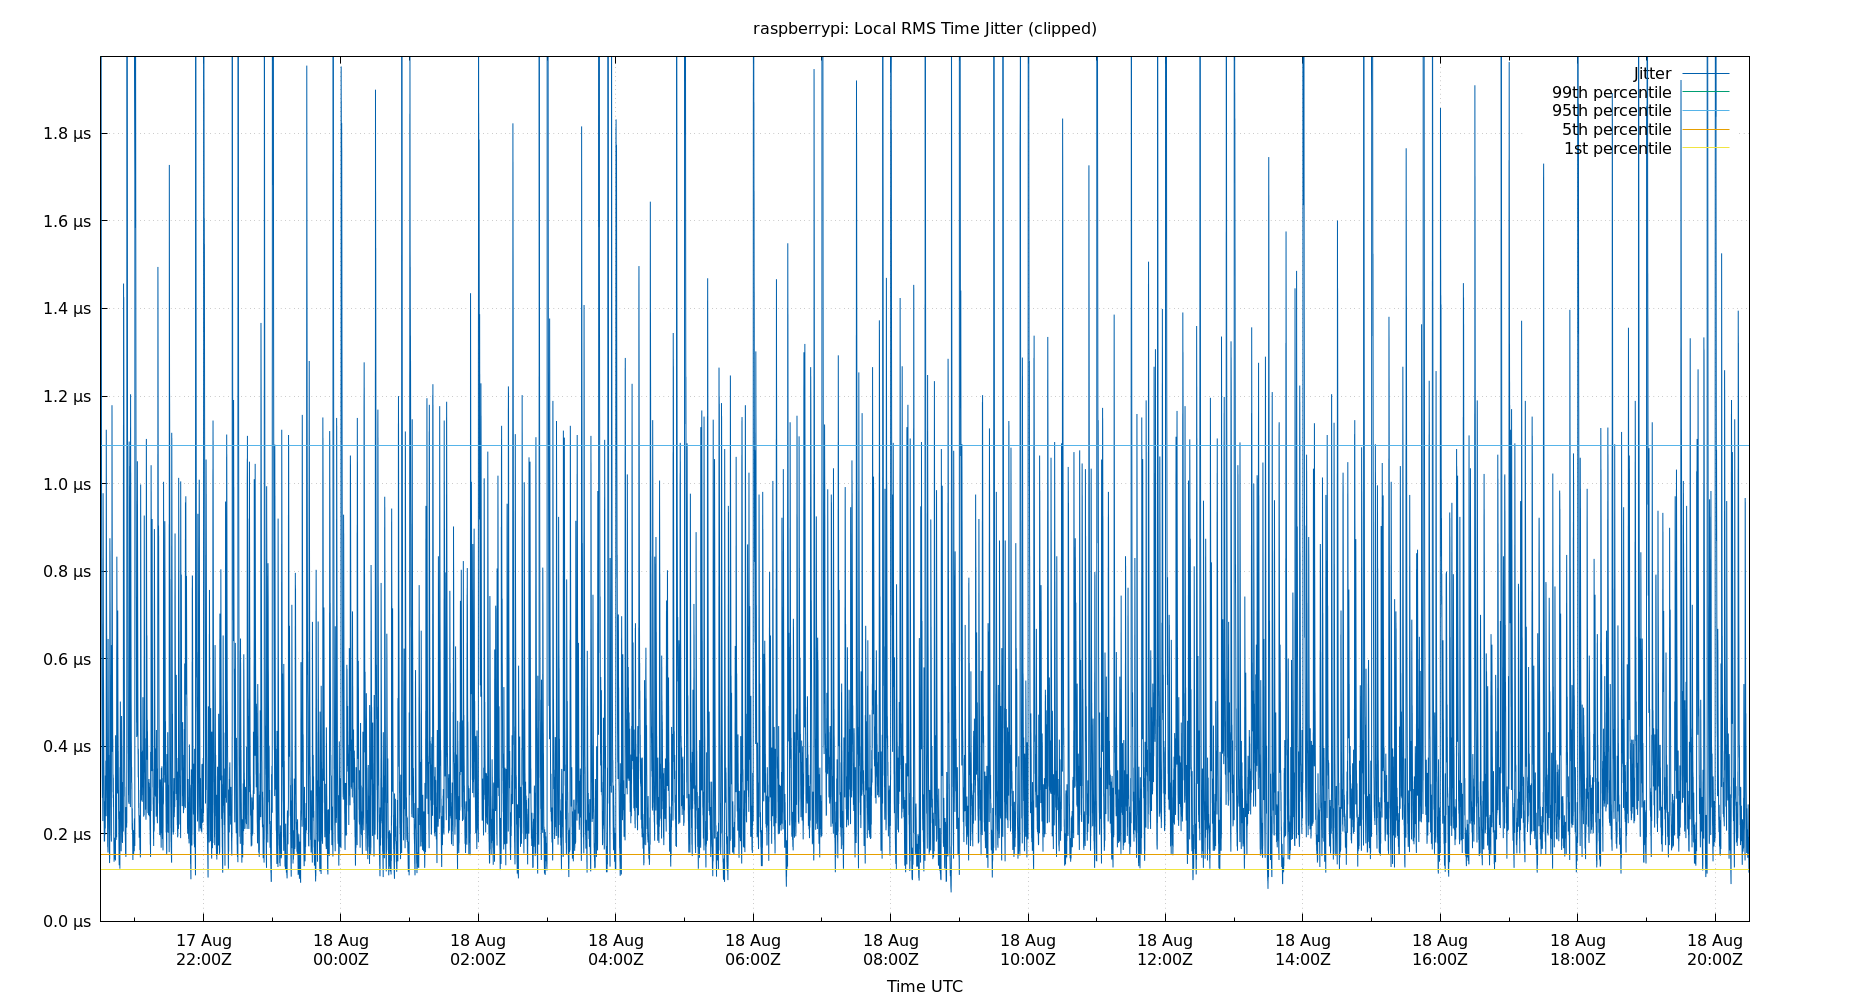 raspberrypi: Local RMS Time Jitter (clipped)
Jitter
99th percentile
95th percentile
5th percentile
1st percentile
1.8 µs
1.6 µs
1.4 µs
1.2 µs
1.0 µs
0.8 µs
0.6 µs
0.4 µs
0.2 µs
0.0 µs
17 Aug 18 Aug 18 Aug 18 Aug 18 Aug 18 Aug 18 Aug 18 Aug 18 Aug 18 Aug 18 Aug 18 Aug
22:00Z 00:00Z 02:00Z 04:00Z 06:00Z 08:00Z 10:00Z 12:00Z 14:00Z 16:00Z 18:00Z 20:00Z
Time UTC